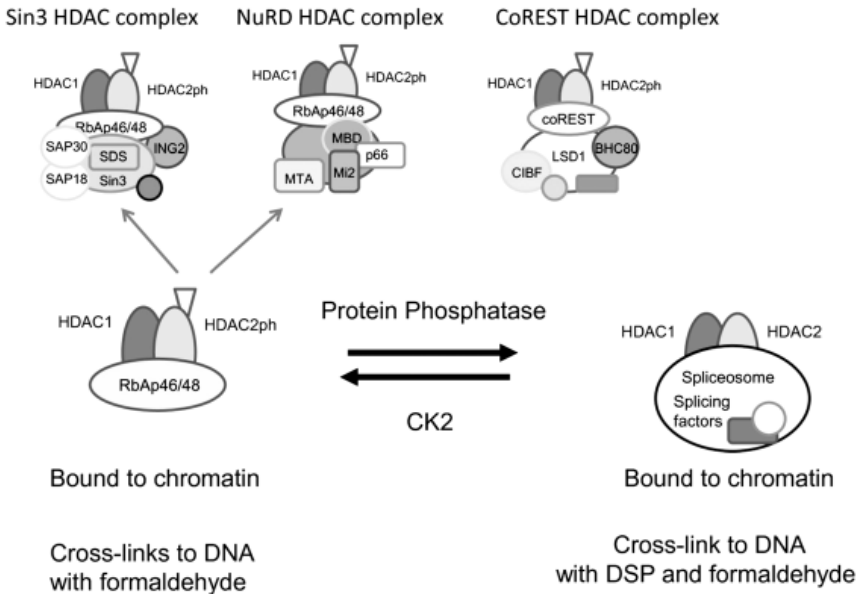 Sin3 HDAC complex
NuRD HDAC complex
CoREST HDAC complex
HDAC1
HDAC2ph
RbAp46/48
SAP30
SDS
ING2
SAP18
Sin3
HDAC1
HDAC2ph
RbAp46/48
MBD
p66
MTA
Mi2
HDAC1
HDAC2ph
coREST
LSD1
BHC80
CIBF
HDAC1
HDAC2ph
RbAp46/48
Protein Phosphatase
CK2
HDAC1
HDAC2
Spliceosome
Splicing
factors
Bound to chromatin
Bound to chromatin
Cross-links to DNA
with formaldehyde
Cross-link to DNA
with DSP and formaldehyde